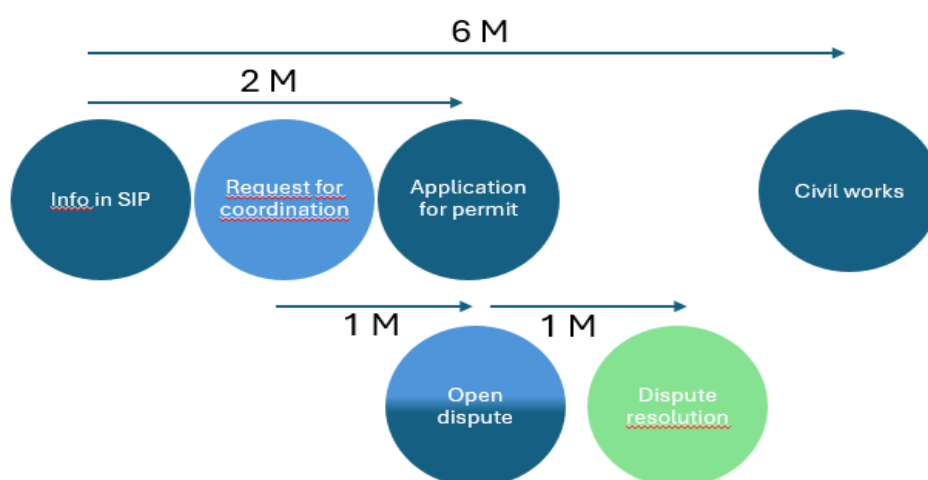 6 M
2 M
Info in SIP
Request for
coordination
Application
for permit
Civil works
1 M
1 M
Open
dispute
Dispute
resolution